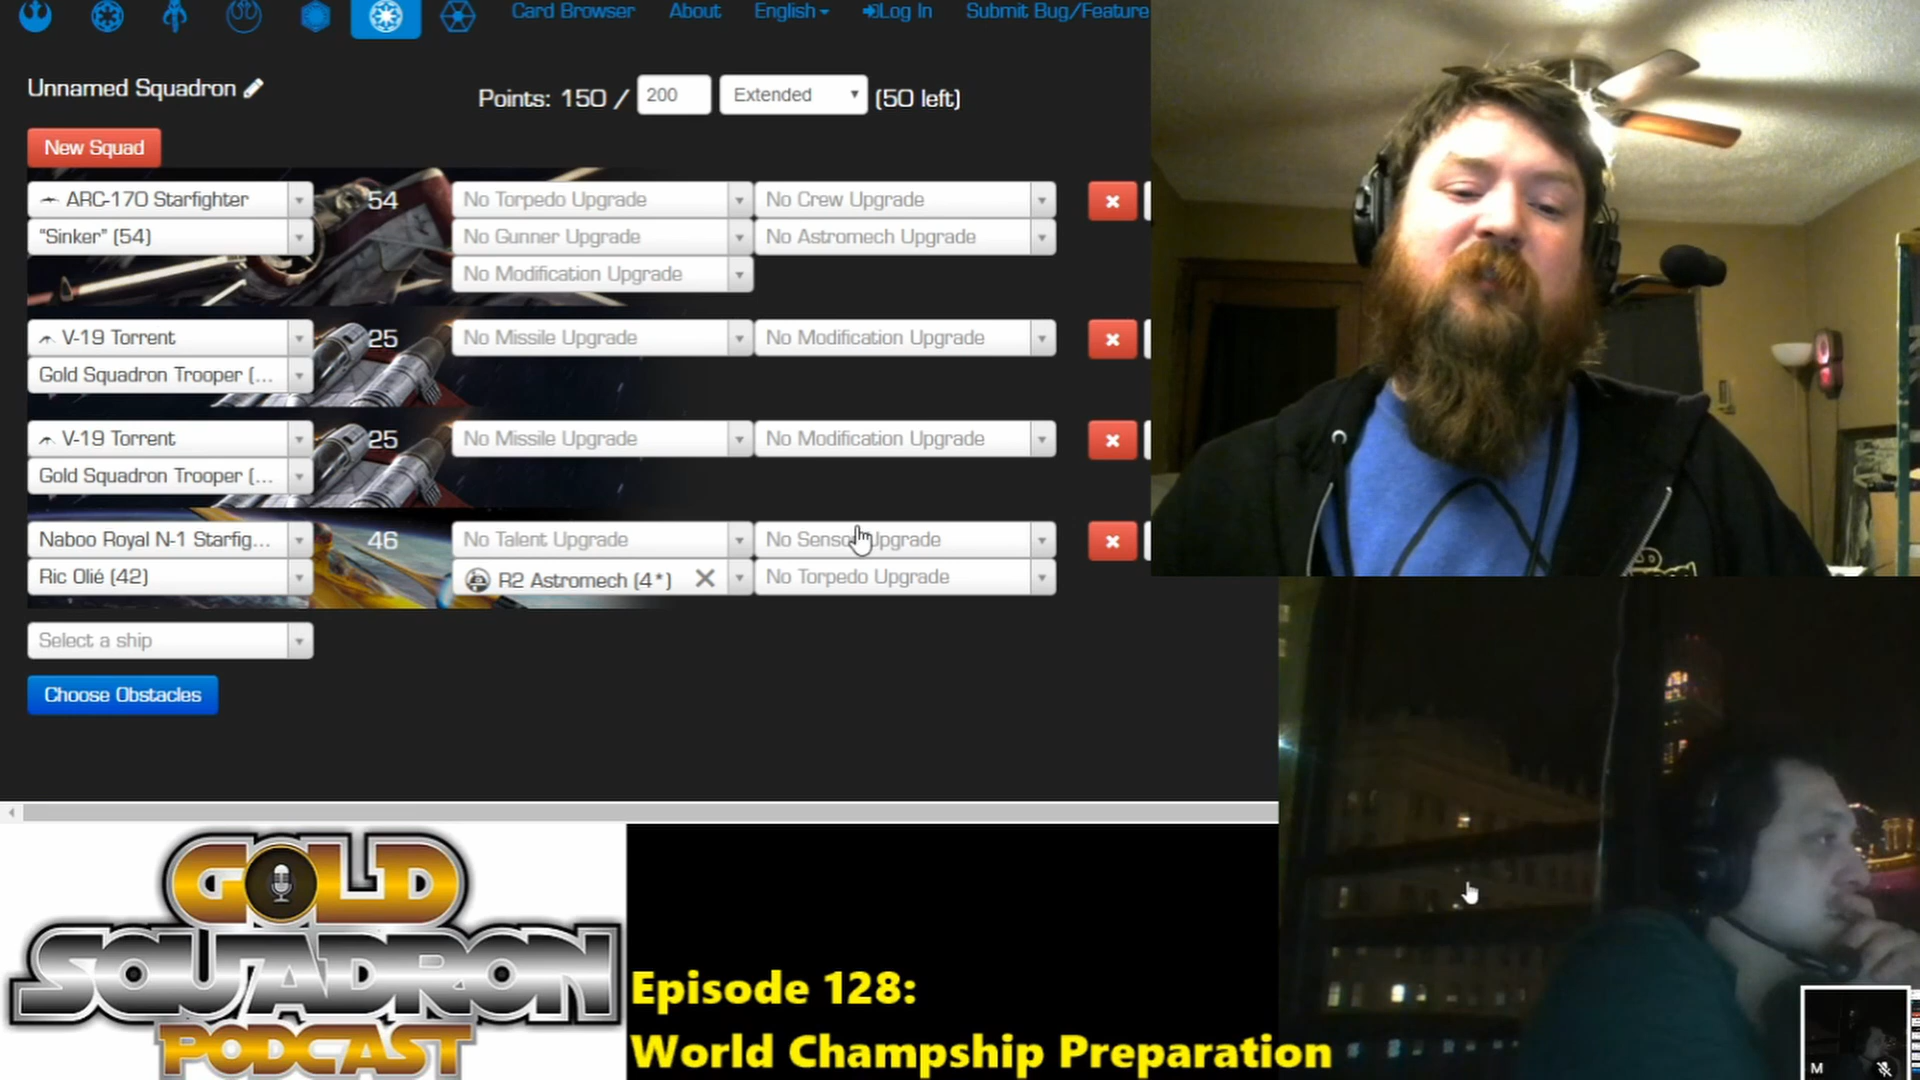 Card Browser About English Log In Submit Bug/Feature
Unnamed Squadron
Points: 150 / 200 Extended (50 left)
New Squad
ARC-170 Starfighter 54 No Torpedo Upgrade No Crew Upgrade
"Sinker" (54) No Gunner Upgrade No Astromech Upgrade
No Modification Upgrade
V-19 Torrent 25 No Missile Upgrade No Modification Upgrade
Gold Squadron Trooper (...
V-19 Torrent 25 No Missile Upgrade No Modification Upgrade
Gold Squadron Trooper (...
Naboo Royal N-1 Starfig... 46 No Talent Upgrade No Sensor Upgrade
Ric Olié (42) R2 Astromech (4*) No Torpedo Upgrade
Select a ship
Choose Obstacles
GOLD
SQUADRON
PODCAST
Episode 128:
World Champship Preparation
M